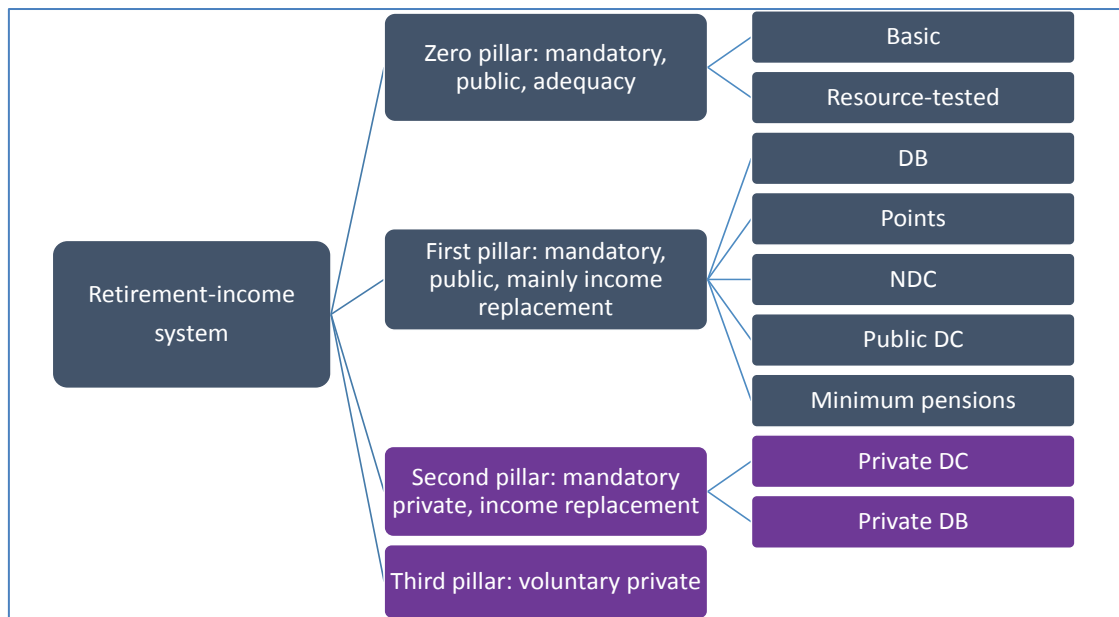 Retirement-income
system
Zero pillar: mandatory,
public, adequacy
Basic
Resource-tested
First pillar: mandatory,
public, mainly income
replacement
DB
Points
NDC
Public DC
Minimum pensions
Second pillar: mandatory
private, income replacement
Private DC
Private DB
Third pillar: voluntary private